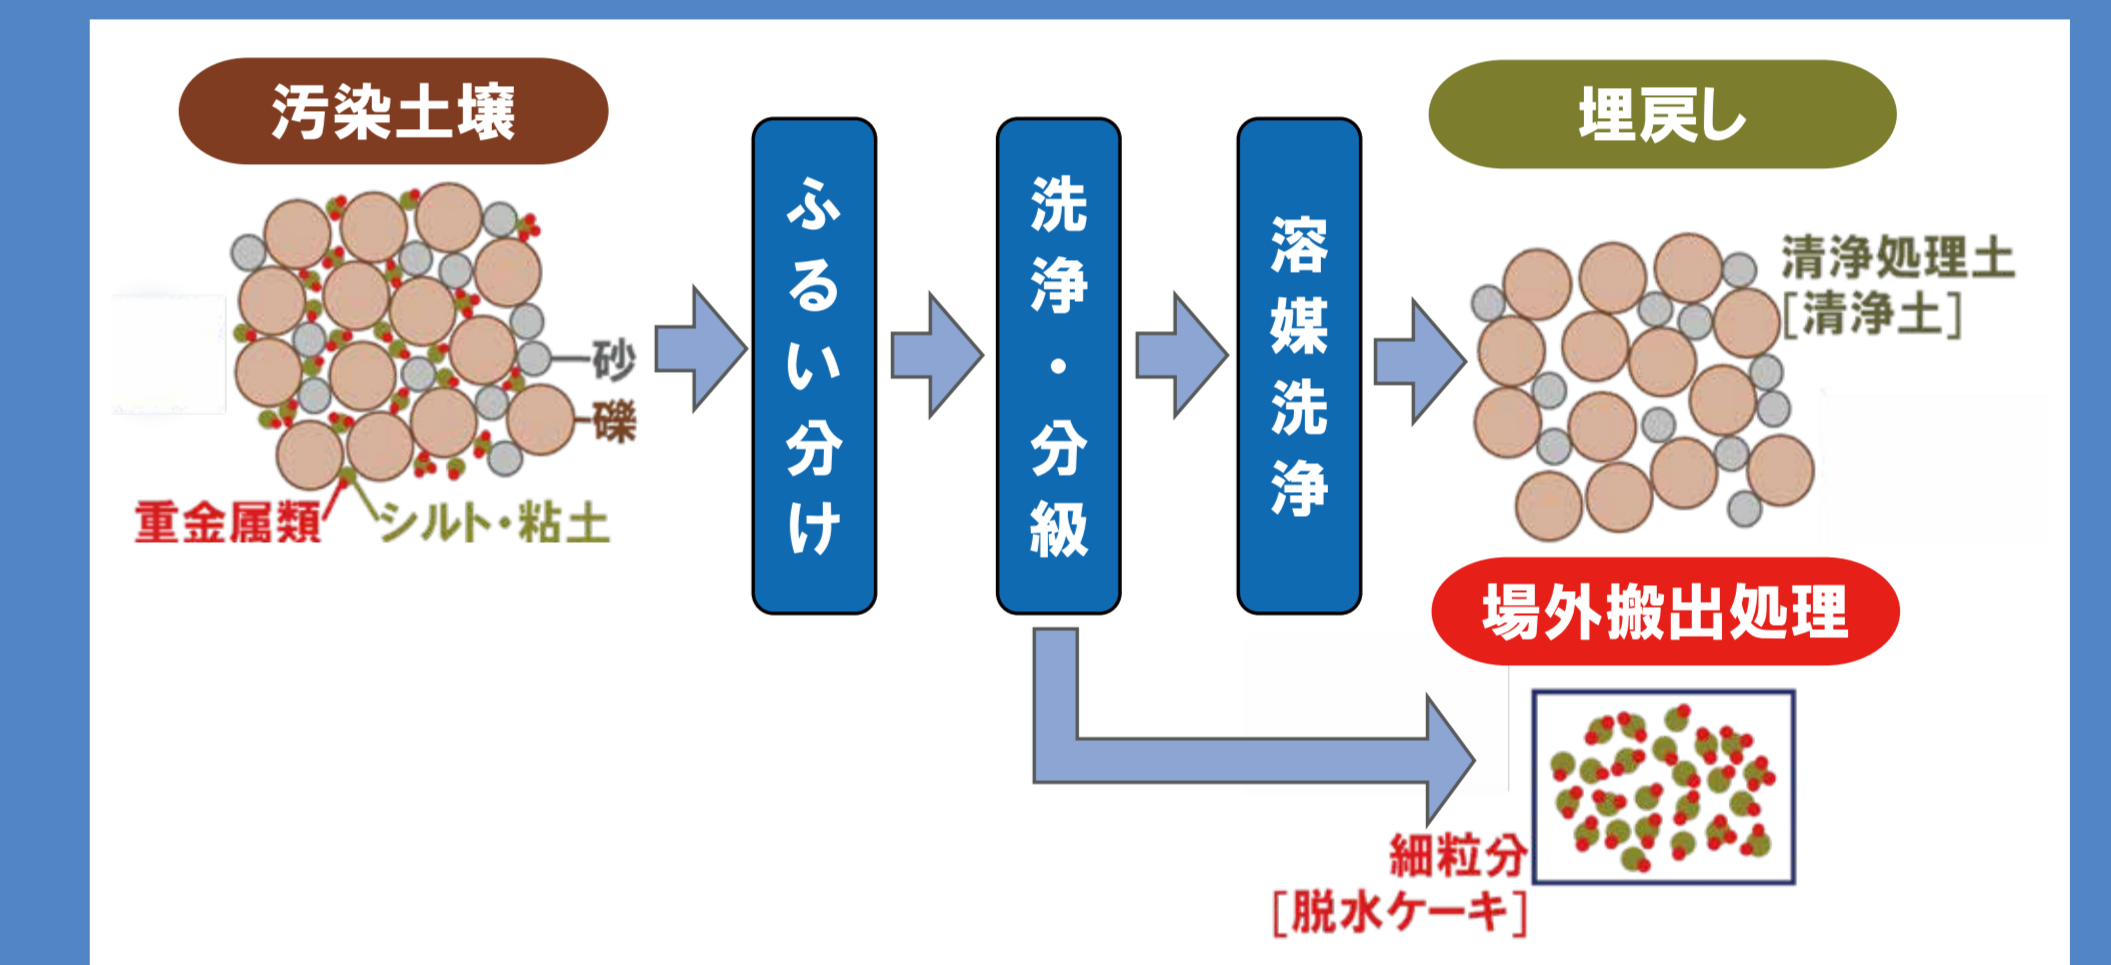 汚染土壌
砂
礫
重金属類
シルト・粘土
ふるい分け
洗浄・分級
溶媒洗浄
埋戻し
清浄処理土
[清浄土]
場外搬出処理
細粒分
[脱水ケーキ]